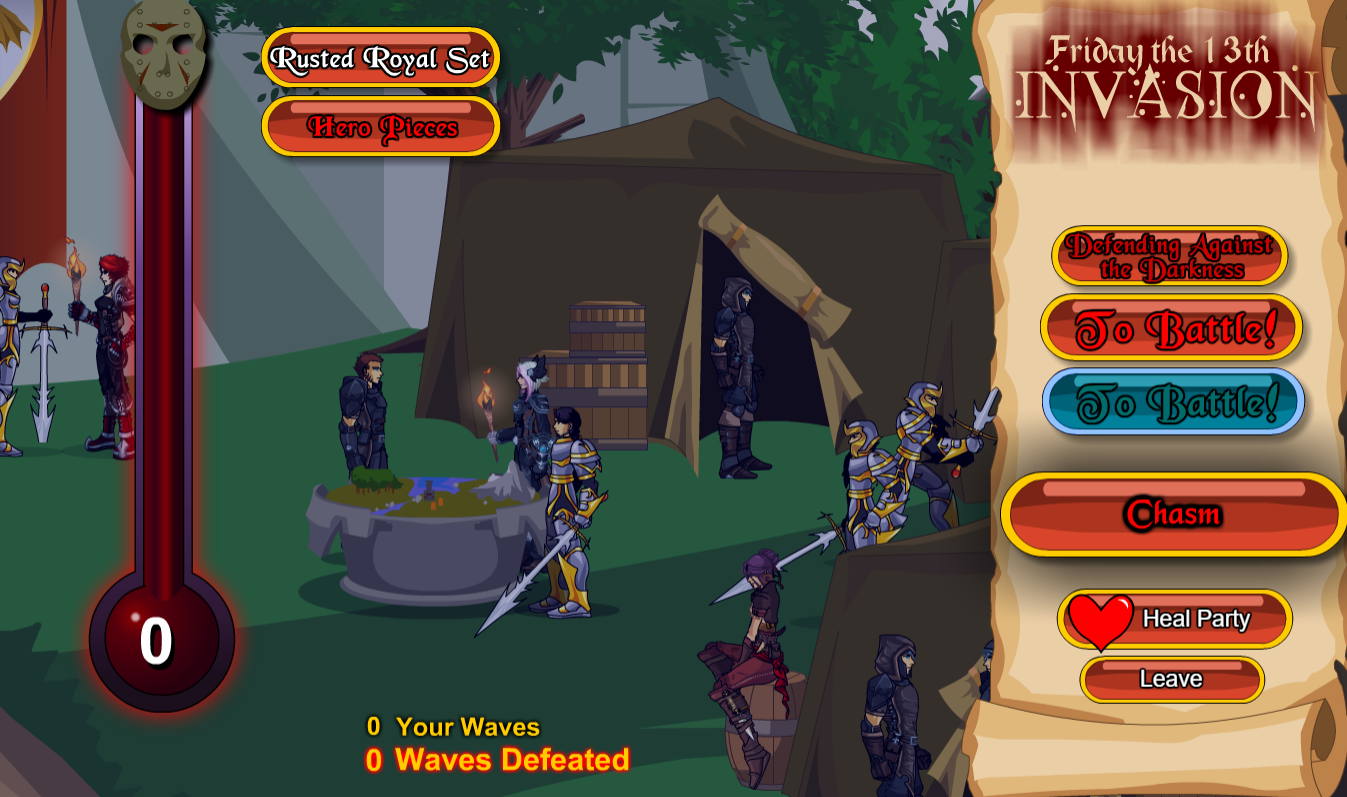 Rusted Royal Set
Hero Pieces
0
0 Your Waves
0 Waves Defeated
Friday the 13th
INVASION
Defending Against
the Darkness
To Battle!
To Battle!
Chasm
Heal Party
Leave